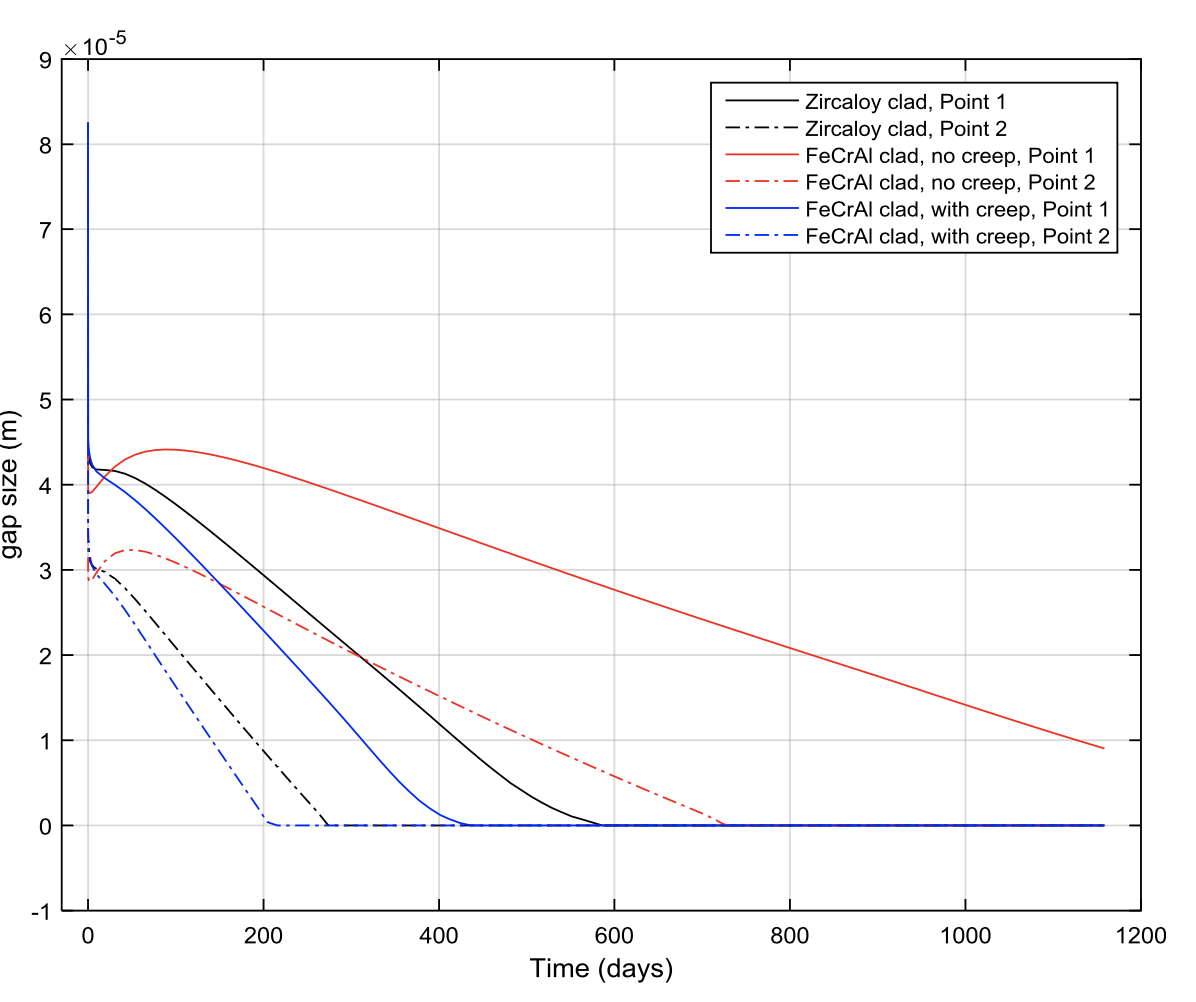 ×10-5
9
8
7
6
5
4
3
2
1
0
-1
gap size (m)
Zircaloy clad, Point 1
Zircaloy clad, Point 2
FeCrAl clad, no creep, Point 1
FeCrAl clad, no creep, Point 2
FeCrAl clad, with creep, Point 1
FeCrAl clad, with creep, Point 2
0 200 400 600 800 1000 1200
Time (days)